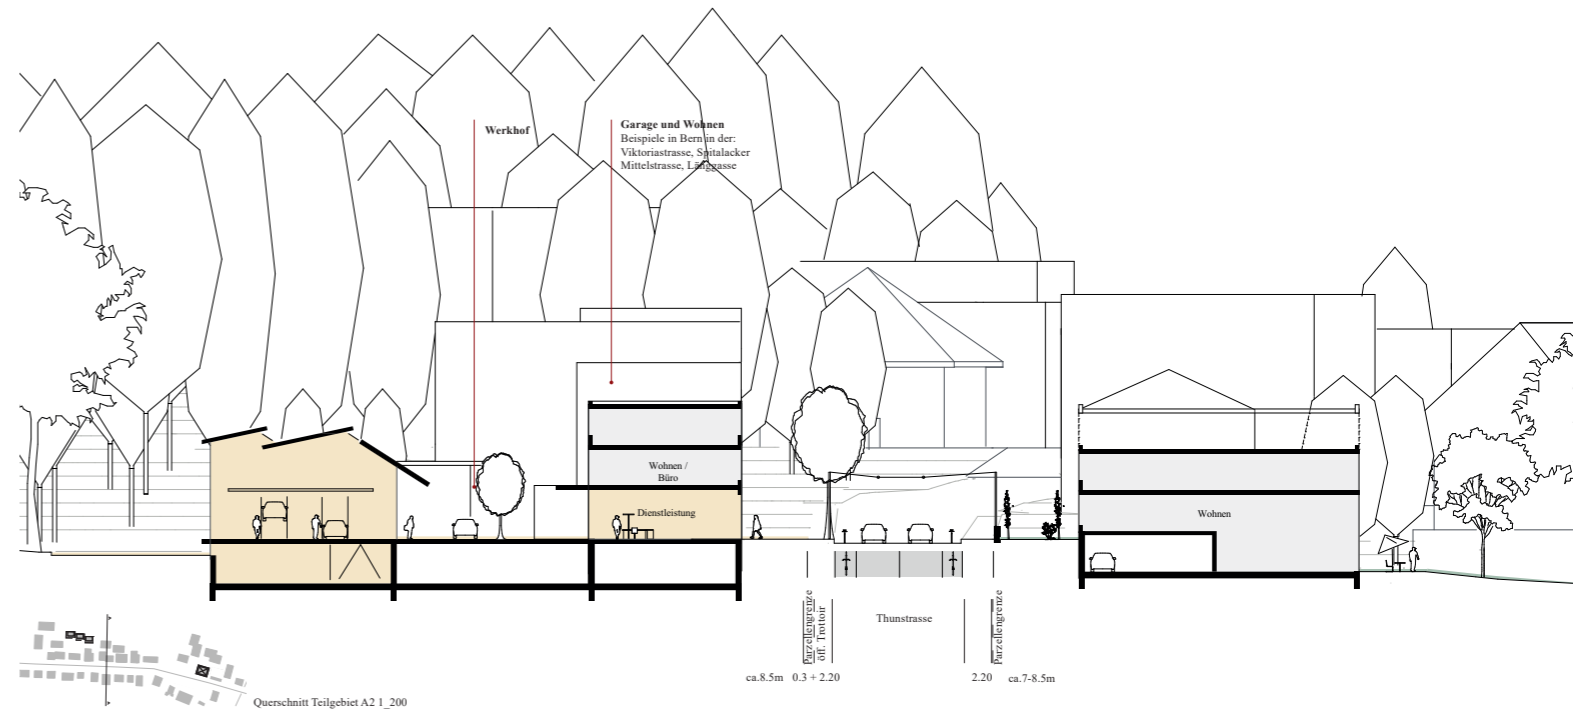 Werkhof
Garage und Wohnen
Beispiele in Bern in der:
Viktoriastrasse, Spitalacker
Mittelstrasse, Länggasse
Wohnen /
Büro
Dienstleistung
Wohnen
Parzellengrenze
öff. Trottoir
Thunstrasse
Parzellengrenze
ca.8.5m 0.3 + 2.20 2.20 ca.7-8.5m
Querschnitt Teilgebiet A2 1_200